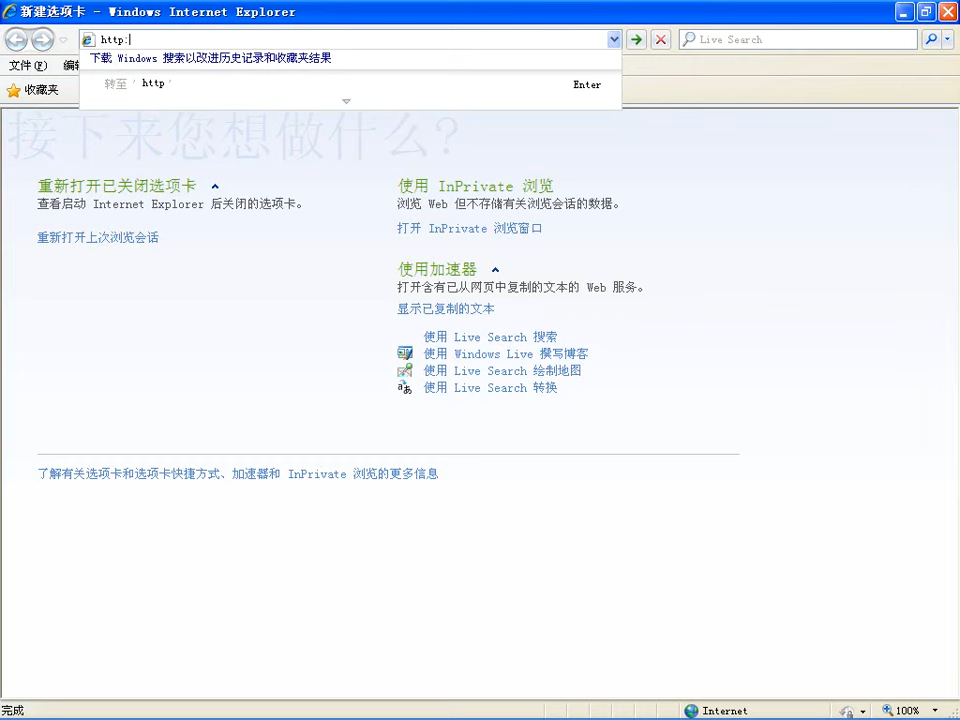 新建选项卡 - Windows Internet Explorer
http:
Live Search
下载 Windows 搜索以改进历史记录和收藏夹结果
文件(F) 编辑
转至 ' http ' Enter
收藏夹
接下来您想做什么?
重新打开已关闭选项卡
查看启动 Internet Explorer 后关闭的选项卡。
重新打开上次浏览会话
使用 InPrivate 浏览
浏览 Web 但不存储有关浏览会话的数据。
打开 InPrivate 浏览窗口
使用加速器
打开含有已从网页中复制的文本的 Web 服务。
显示已复制的文本
使用 Live Search 搜索
使用 Windows Live 撰写博客
使用 Live Search 绘制地图
使用 Live Search 转换
了解有关选项卡和选项卡快捷方式、加速器和 InPrivate 浏览的更多信息
完成
Internet
100%